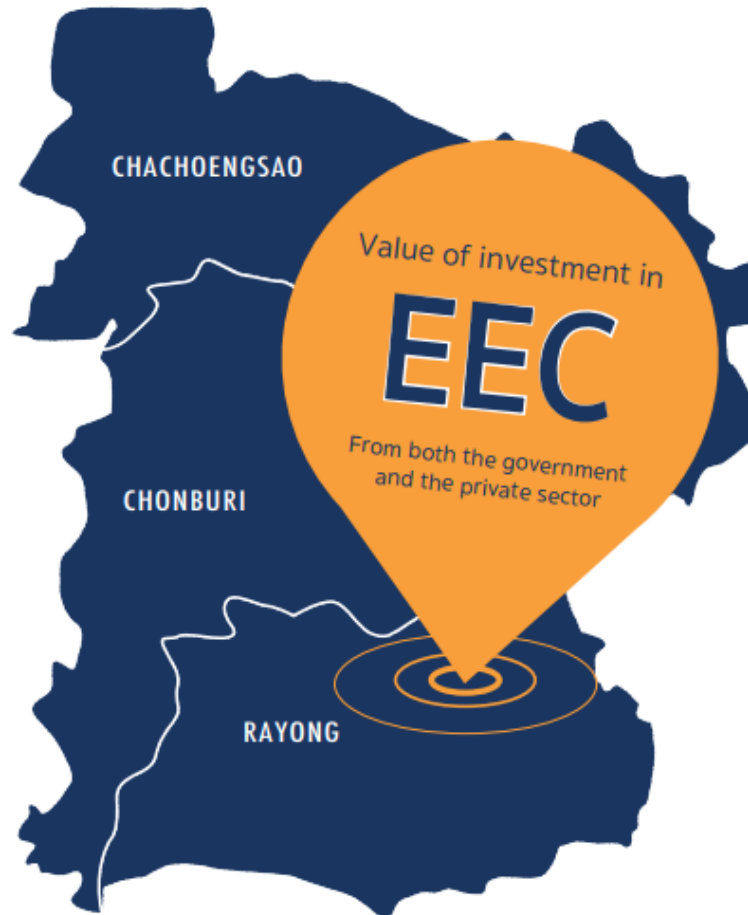 CHACHOENGSAO
Value of investment in
EEC
From both the government
and the private sector
CHONBURI
RAYONG